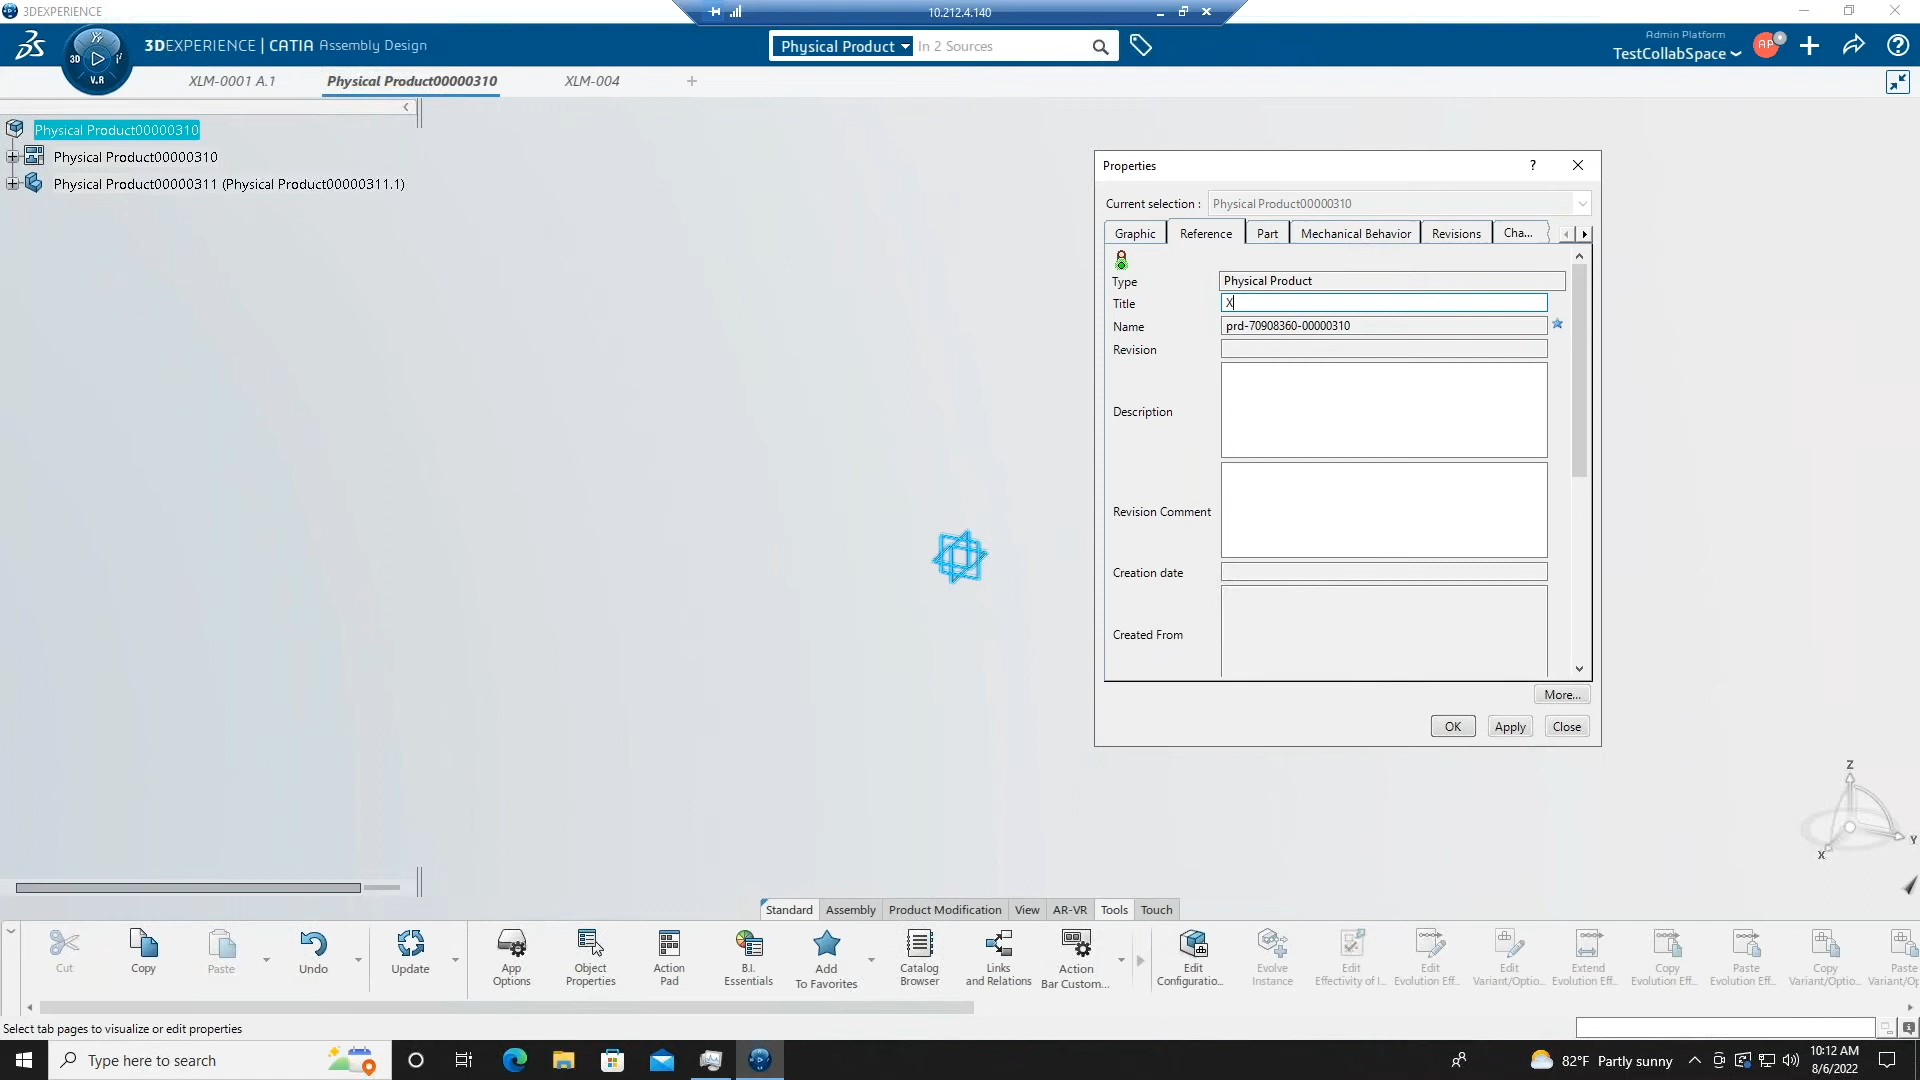 3DEXPERIENCE
10.212.4.140
3DEXPERIENCE | CATIA Assembly Design
3D
V.R
Physical Product
In 2 Sources
Admin Platform
TestCollabSpace
AP
XLM-0001 A.1
Physical Product00000310
XLM-004
+
Physical Product00000310
Physical Product00000310
Physical Product00000311 (Physical Product00000311.1)
Properties
?
Current selection :
Physical Product00000310
Graphic
Reference
Part
Mechanical Behavior
Revisions
Cha...
Type
Physical Product
Title
X
Name
prd-70908360-00000310
Revision
Description
Revision Comment
Creation date
Created From
More...
OK
Apply
Close
Z
Y
X
Standard
Assembly
Product Modification
View
AR-VR
Tools
Touch
Cut
Copy
Paste
Undo
Update
App
Options
Object
Properties
Action
Pad
B.I.
Essentials
Add
To Favorites
Catalog
Browser
Links
and Relations
Action
Bar Custom...
Edit
Configuratio...
Evolve
Instance
Edit
Effectivity of I...
Edit
Evolution Eff...
Edit
Variant/Optio...
Extend
Evolution Eff...
Copy
Evolution Eff...
Paste
Evolution Eff...
Copy
Variant/Optio...
Paste
Variant/Op
Select tab pages to visualize or edit properties
Type here to search
82°F Partly sunny
10:12 AM
8/6/2022